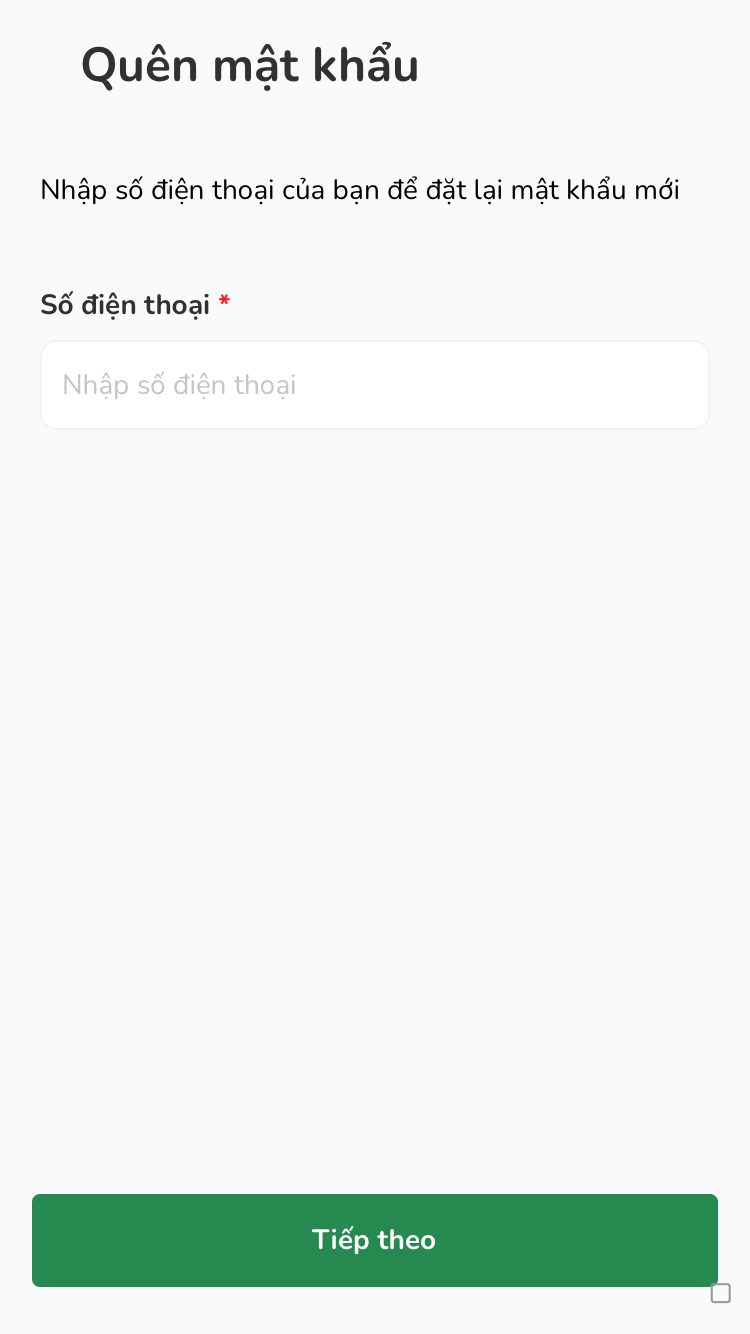 Quên mật khẩu
Nhập số điện thoại của bạn để đặt lại mật khẩu mới
Số điện thoại *
Nhập số điện thoại
Tiếp theo